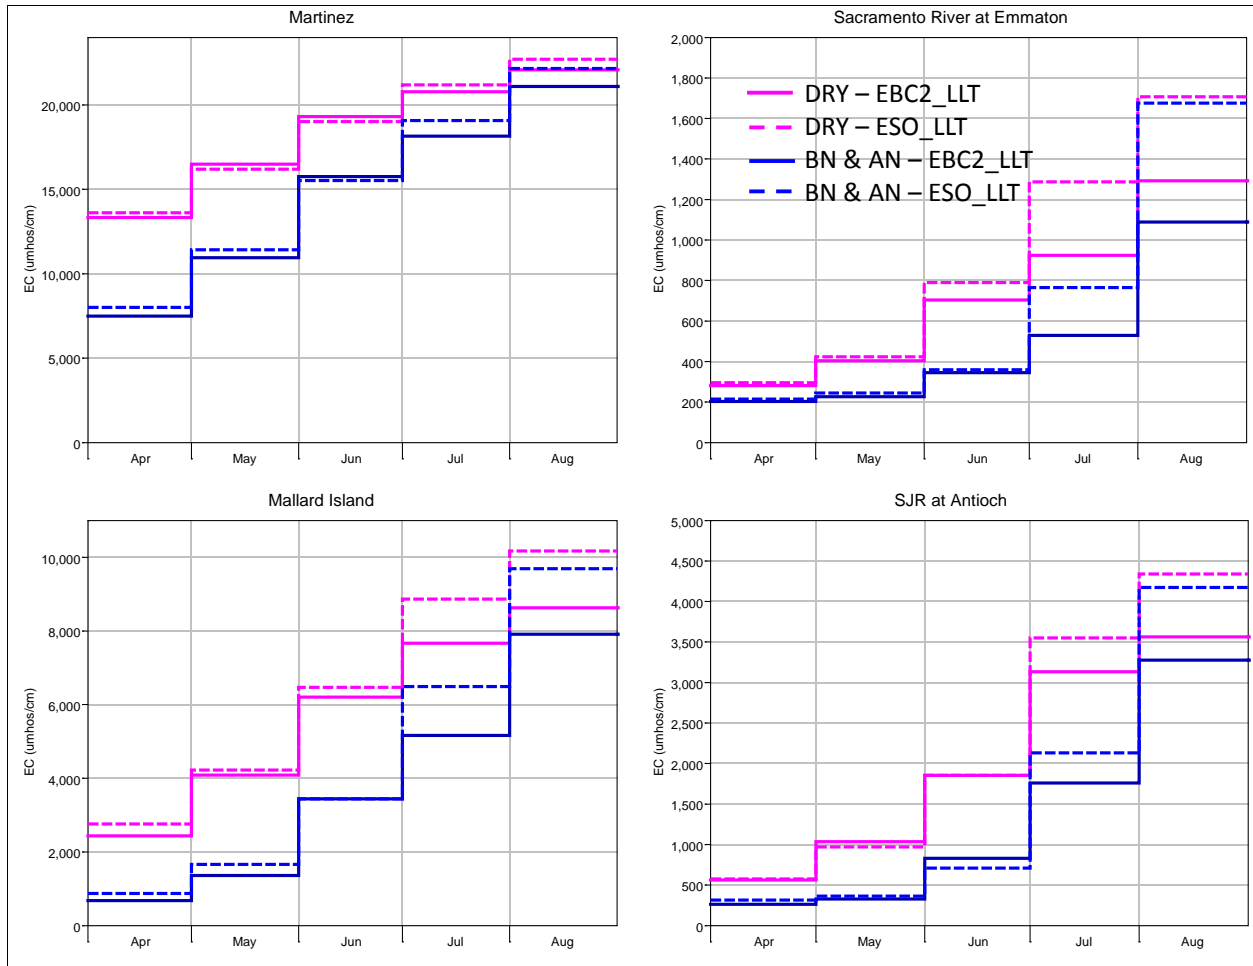 Martinez
EC (umhos/cm)
20,000
15,000
10,000
5,000
0
Apr May Jun Jul Aug
Sacramento River at Emmaton
EC (umhos/cm)
2,000
1,800
1,600
1,400
1,200
1,000
800
600
400
200
0
DRY – EBC2_LLT
DRY – ESO_LLT
BN & AN – EBC2_LLT
BN & AN – ESO_LLT
Apr May Jun Jul Aug
Mallard Island
EC (umhos/cm)
10,000
8,000
6,000
4,000
2,000
0
Apr May Jun Jul Aug
SJR at Antioch
EC (umhos/cm)
5,000
4,500
4,000
3,500
3,000
2,500
2,000
1,500
1,000
500
0
Apr May Jun Jul Aug